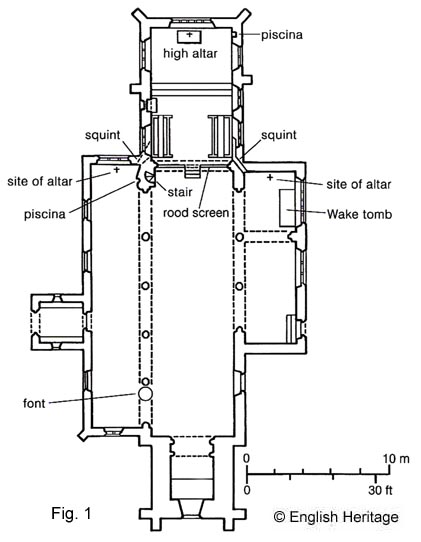 piscina
high altar
squint
squint
site of altar
site of altar
piscina
stair
rood screen
Wake tomb
font
0 10 m
0 30 ft
Fig. 1
© English Heritage